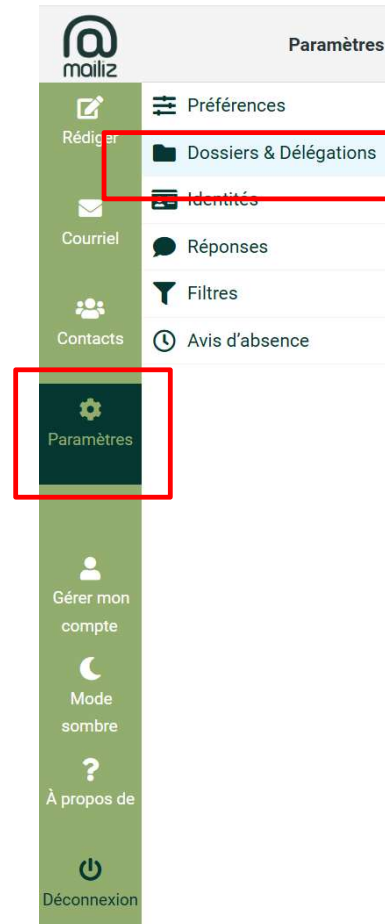 mailiz
Paramètres
Rédiger
Courriel
Contacts
Paramètres
Gérer mon
compte
Mode
sombre
À propos de
Déconnexion
Préférences
Dossiers & Délégations
Identités
Réponses
Filtres
Avis d'absence